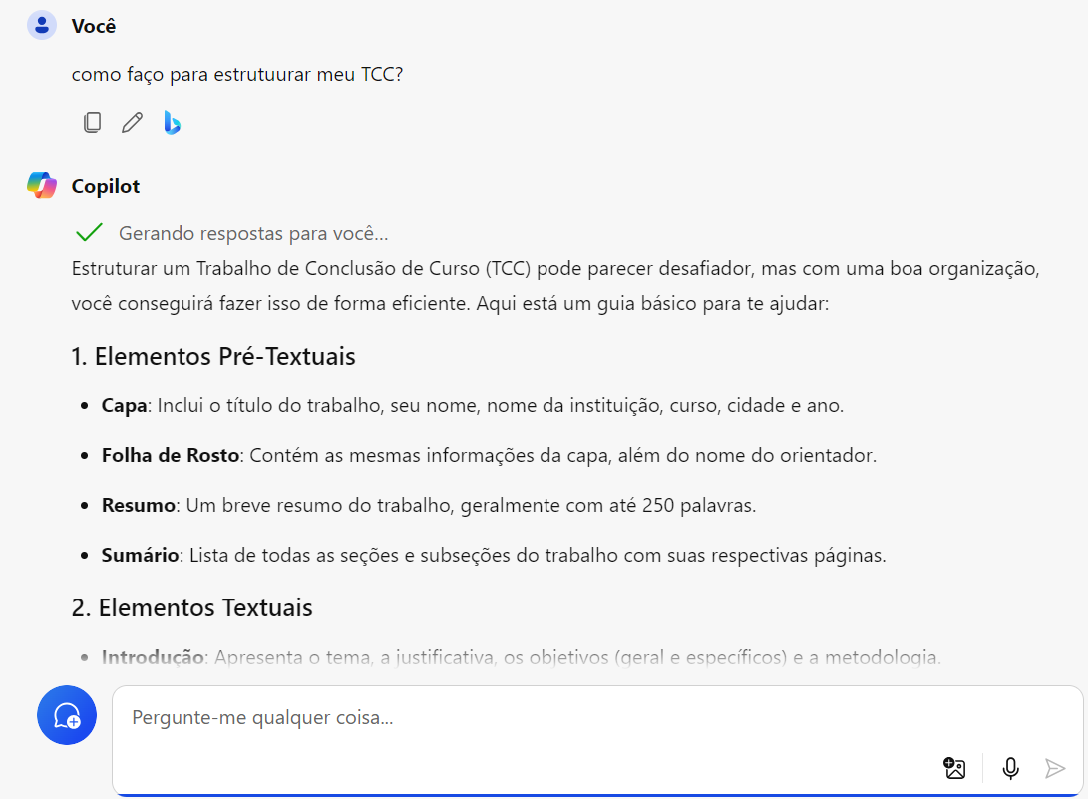 Você
como faço para estrutuurar meu TCC?
Copilot
Gerando respostas para você...
Estruturar um Trabalho de Conclusão de Curso (TCC) pode parecer desafiador, mas com uma boa organização,
você conseguirá fazer isso de forma eficiente. Aqui está um guia básico para te ajudar:
1. Elementos Pré-Textuais
• Capa: Inclui o título do trabalho, seu nome, nome da instituição, curso, cidade e ano.
• Folha de Rosto: Contém as mesmas informações da capa, além do nome do orientador.
• Resumo: Um breve resumo do trabalho, geralmente com até 250 palavras.
• Sumário: Lista de todas as seções e subseções do trabalho com suas respectivas páginas.
2. Elementos Textuais
• Introdução: Apresenta o tema, a justificativa, os objetivos (geral e específicos) e a metodologia.
Pergunte-me qualquer coisa...